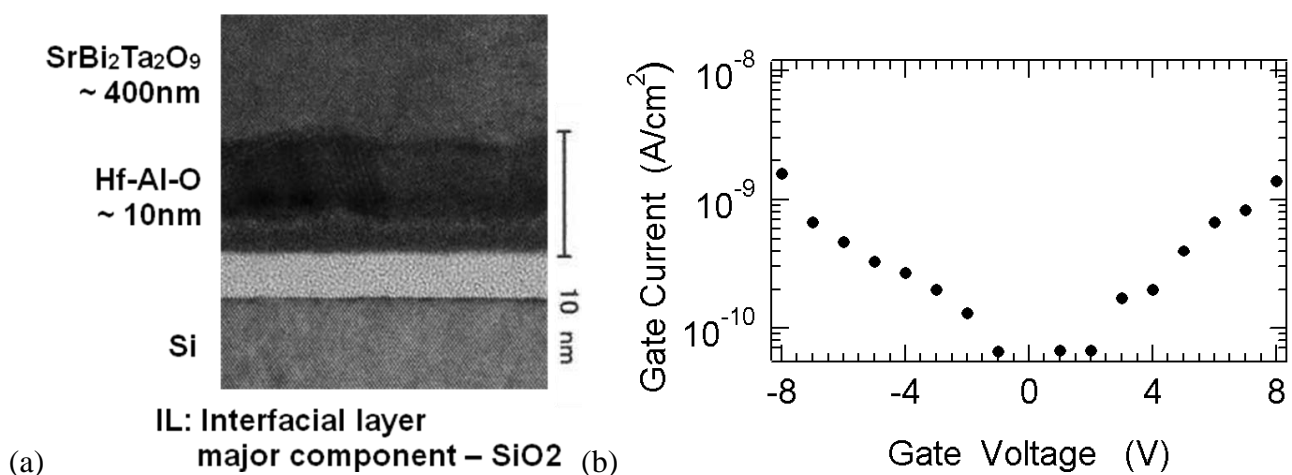 SrBi₂Ta₂O₉
~ 400nm
Hf-Al-O
~ 10nm
Si
10 nm
IL: Interfacial layer
major component – SiO2
(a)
Gate Current (A/cm²)
10⁻⁸
10⁻⁹
10⁻¹⁰
-8
-4
0
4
8
Gate Voltage (V)
(b)